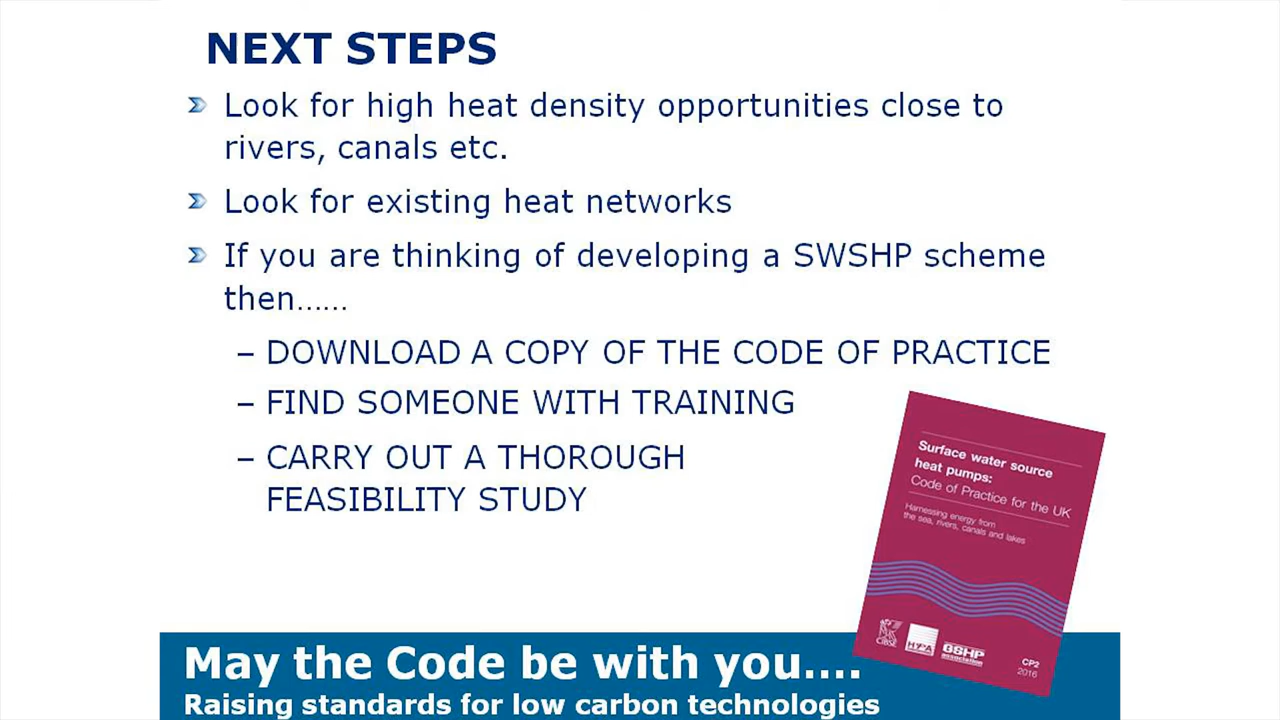 NEXT STEPS
Look for high heat density opportunities close to
rivers, canals etc.
Look for existing heat networks
If you are thinking of developing a SWSHP scheme
then……
– DOWNLOAD A COPY OF THE CODE OF PRACTICE
– FIND SOMEONE WITH TRAINING
– CARRY OUT A THOROUGH
FEASIBILITY STUDY
Surface water source
heat pumps:
Code of Practice for the UK
Harnessing energy from
the sea, rivers, canals and lakes
CIBSE
GSHP
association
CP2
2016
May the Code be with you....
Raising standards for low carbon technologies